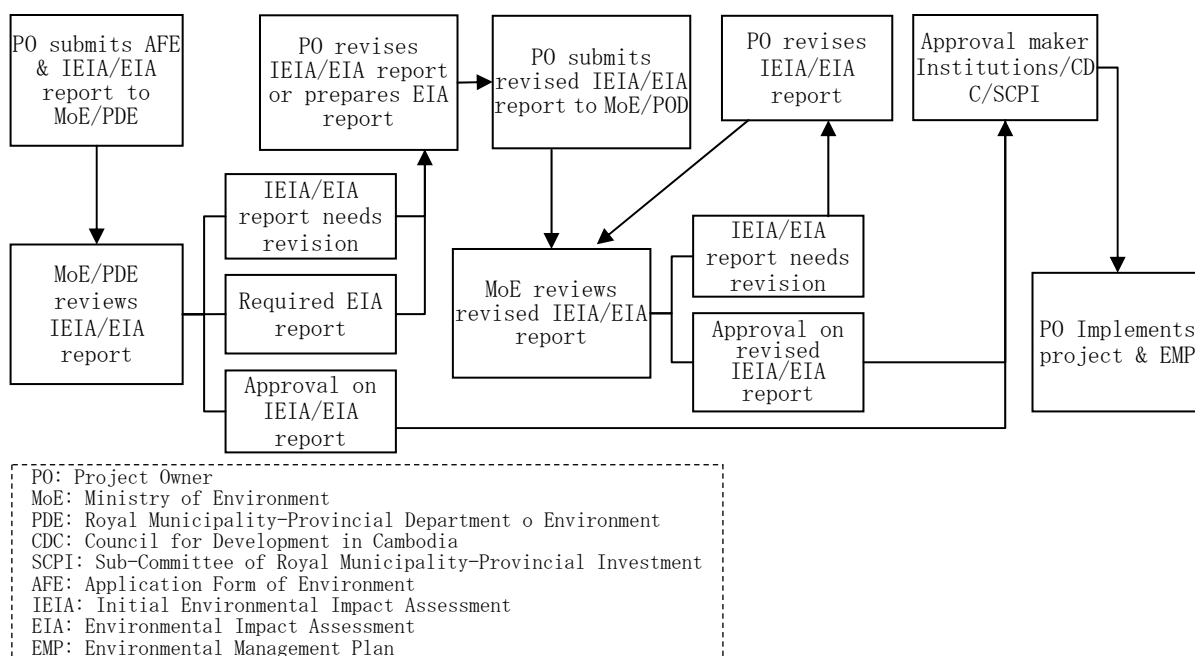 PO submits AFE
& IEIA/EIA
report to
MoE/PDE
PO revises
IEIA/EIA report
or prepares EIA
report
PO submits
revised IEIA/EIA
report to MoE/POD
PO revises
IEIA/EIA
report
Approval maker
Institutions/CD
C/SCPI
MoE/PDE
reviews
IEIA/EIA
report
IEIA/EIA
report needs
revision
Required EIA
report
Approval on
IEIA/EIA
report
MoE reviews
revised IEIA/EIA
report
IEIA/EIA
report needs
revision
Approval on
revised
IEIA/EIA
report
PO Implements
project & EMP
PO: Project Owner
MoE: Ministry of Environment
PDE: Royal Municipality-Provincial Department o Environment
CDC: Council for Development in Cambodia
SCPI: Sub-Committee of Royal Municipality-Provincial Investment
AFE: Application Form of Environment
IEIA: Initial Environmental Impact Assessment
EIA: Environmental Impact Assessment
EMP: Environmental Management Plan